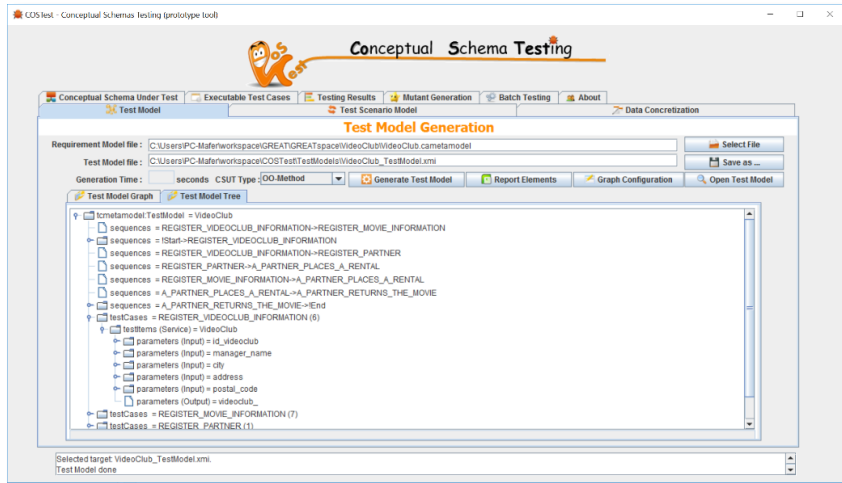 COSTest - Conceptual Schemas Testing (prototype tool)
CosTest
Conceptual Schema Testing
Conceptual Schema Under Test Executable Test Cases Testing Results Mutant Generation Batch Testing About
Test Model Test Scenario Model Data Concretization
Test Model Generation
Requirement Model file : C:\Users\PC-Mafer\workspace\GREAT\GREATspace\VideoClub\VideoClub.cametamodel Select File
Test Model file : C:\Users\PC-Mafer\workspace\COSTest\TestModels\VideoClub_TestModel.xmi Save as ...
Generation Time : seconds CSUT Type : OO-Method Generate Test Model Report Elements Graph Configuration Open Test Model
Test Model Graph Test Model Tree
tcmetamodel:TestModel = VideoClub
sequences = REGISTER_VIDEOCLUB_INFORMATION->REGISTER_MOVIE_INFORMATION
sequences = !Start->REGISTER_VIDEOCLUB_INFORMATION
sequences = REGISTER_VIDEOCLUB_INFORMATION->REGISTER_PARTNER
sequences = REGISTER_PARTNER->A_PARTNER_PLACES_A_RENTAL
sequences = REGISTER_MOVIE_INFORMATION->A_PARTNER_PLACES_A_RENTAL
sequences = A_PARTNER_PLACES_A_RENTAL->A_PARTNER_RETURNS_THE_MOVIE
sequences = A_PARTNER_RETURNS_THE_MOVIE->!End
testCases = REGISTER_VIDEOCLUB_INFORMATION (6)
testItems (Service) = VideoClub
parameters (Input) = id_videoclub
parameters (Input) = manager_name
parameters (Input) = city
parameters (Input) = address
parameters (Input) = postal_code
parameters (Output) = videoclub_
testCases = REGISTER_MOVIE_INFORMATION (7)
testCases = REGISTER_PARTNER (1)
Selected target: VideoClub_TestModel.xmi.
Test Model done